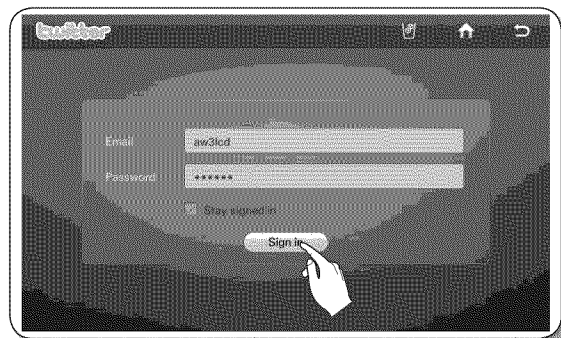 twitter
Email aw3lcd
Password ******
Stay signed in
Sign in